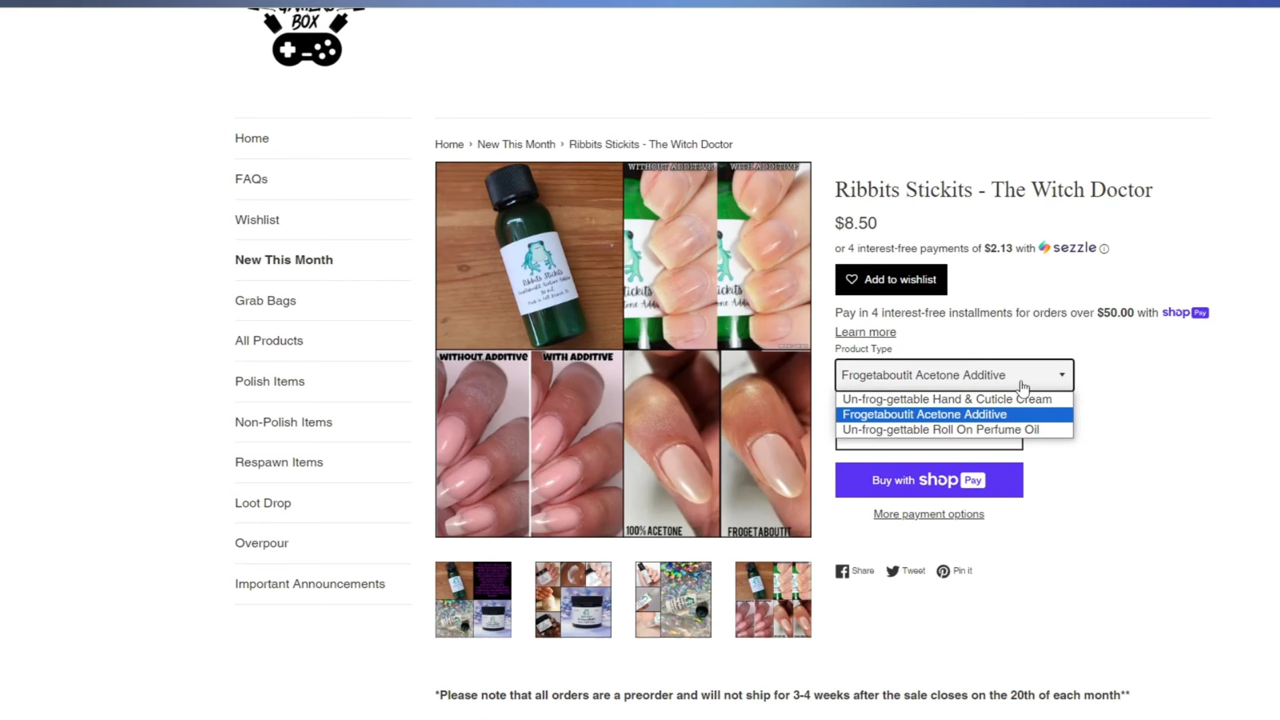 BOX
Home
FAQs
Wishlist
New This Month
Grab Bags
All Products
Polish Items
Non-Polish Items
Respawn Items
Loot Drop
Overpour
Important Announcements
Home › New This Month › Ribbits Stickits - The Witch Doctor
WITHOUT ADDITIVE
WITH ADDITIVE
Ribbits Stickits
WITHOUT ADDITIVE
WITH ADDITIVE
100% ACETONE
FROGETABOUTIT
Ribbits Stickits - The Witch Doctor
$8.50
or 4 interest-free payments of $2.13 with sezzle
Add to wishlist
Pay in 4 interest-free installments for orders over $50.00 with shop Pay
Learn more
Product Type
Frogetaboutit Acetone Additive
Un-frog-gettable Hand & Cuticle Cream
Frogetaboutit Acetone Additive
Un-frog-gettable Roll On Perfume Oil
Buy with shop Pay
More payment options
Share
Tweet
Pin it
*Please note that all orders are a preorder and will not ship for 3-4 weeks after the sale closes on the 20th of each month**